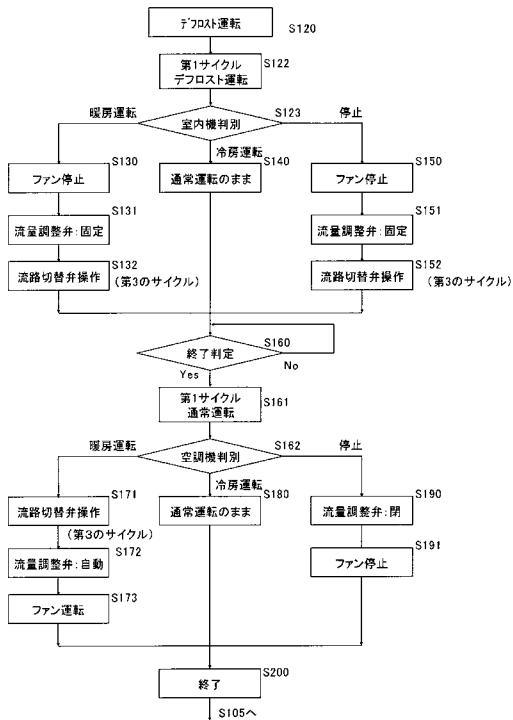 デフロスト運転
S120
第1サイクル
デフロスト運転
S122
室内機判別
S123
暖房運転
冷房運転
停止
S130
ファン停止
S140
通常運転のまま
S150
ファン停止
S131
流量調整弁:固定
S151
流量調整弁:固定
S132
流路切替弁操作
(第3のサイクル)
S152
流路切替弁操作
(第3のサイクル)
S160
終了判定
No
Yes
第1サイクル
通常運転
S161
空調機判別
S162
暖房運転
冷房運転
停止
S171
流路切替弁操作
(第3のサイクル)
S180
通常運転のまま
S190
流量調整弁:閉
S172
流量調整弁:自動
S191
ファン停止
S173
ファン運転
S200
終了
S105へ